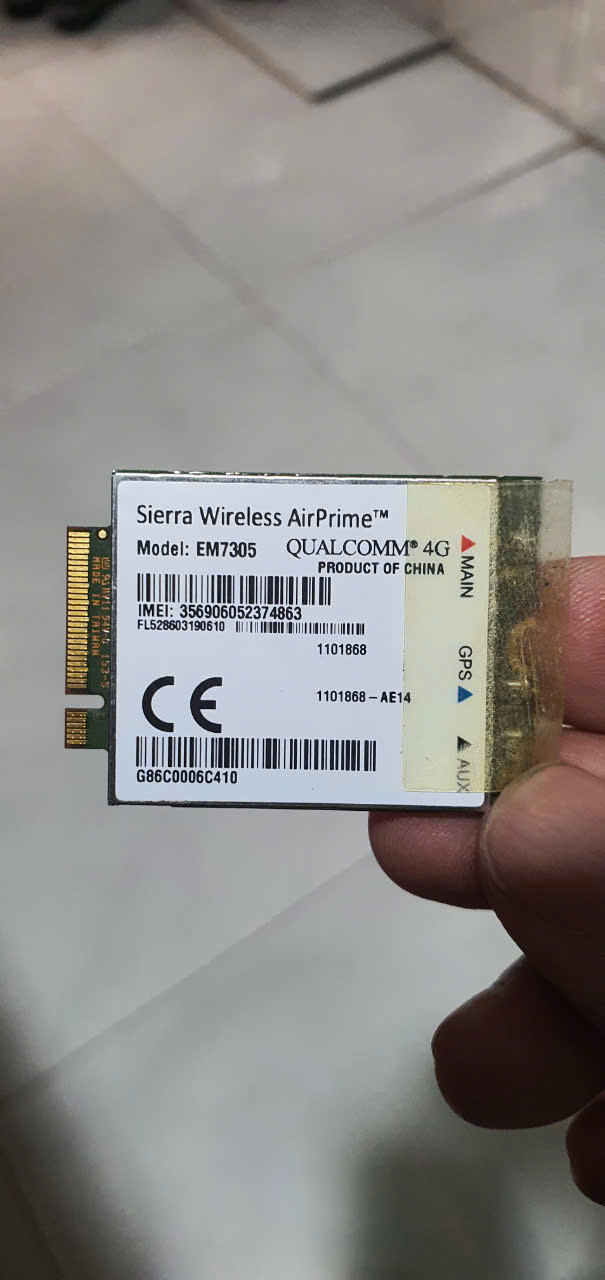 Sierra Wireless AirPrime™
Model: EM7305 QUALCOMM® 4G
PRODUCT OF CHINA
IMEI: 356906052374863
FL528603190610
1101868
1101868-AE14
CE
G86C0006C410
MAIN
GPS
AUX
MADE IN TAIWAN